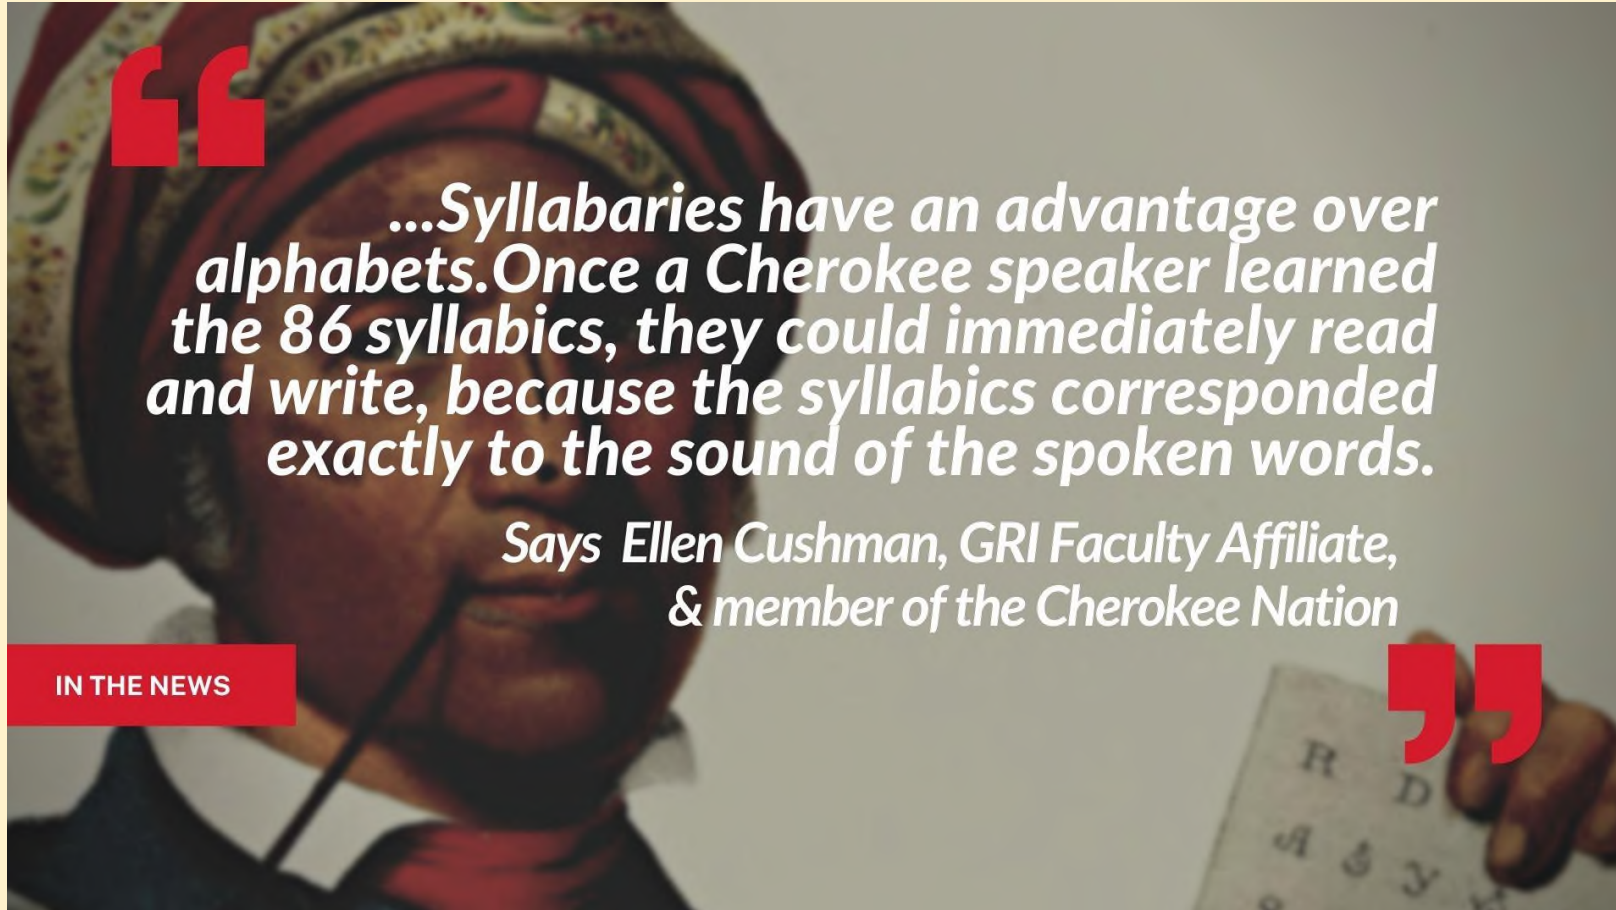 “
...Syllabaries have an advantage over
alphabets.Once a Cherokee speaker learned
the 86 syllabics, they could immediately read
and write, because the syllabics corresponded
exactly to the sound of the spoken words.
Says Ellen Cushman, GRI Faculty Affiliate,
& member of the Cherokee Nation
”
IN THE NEWS
R D